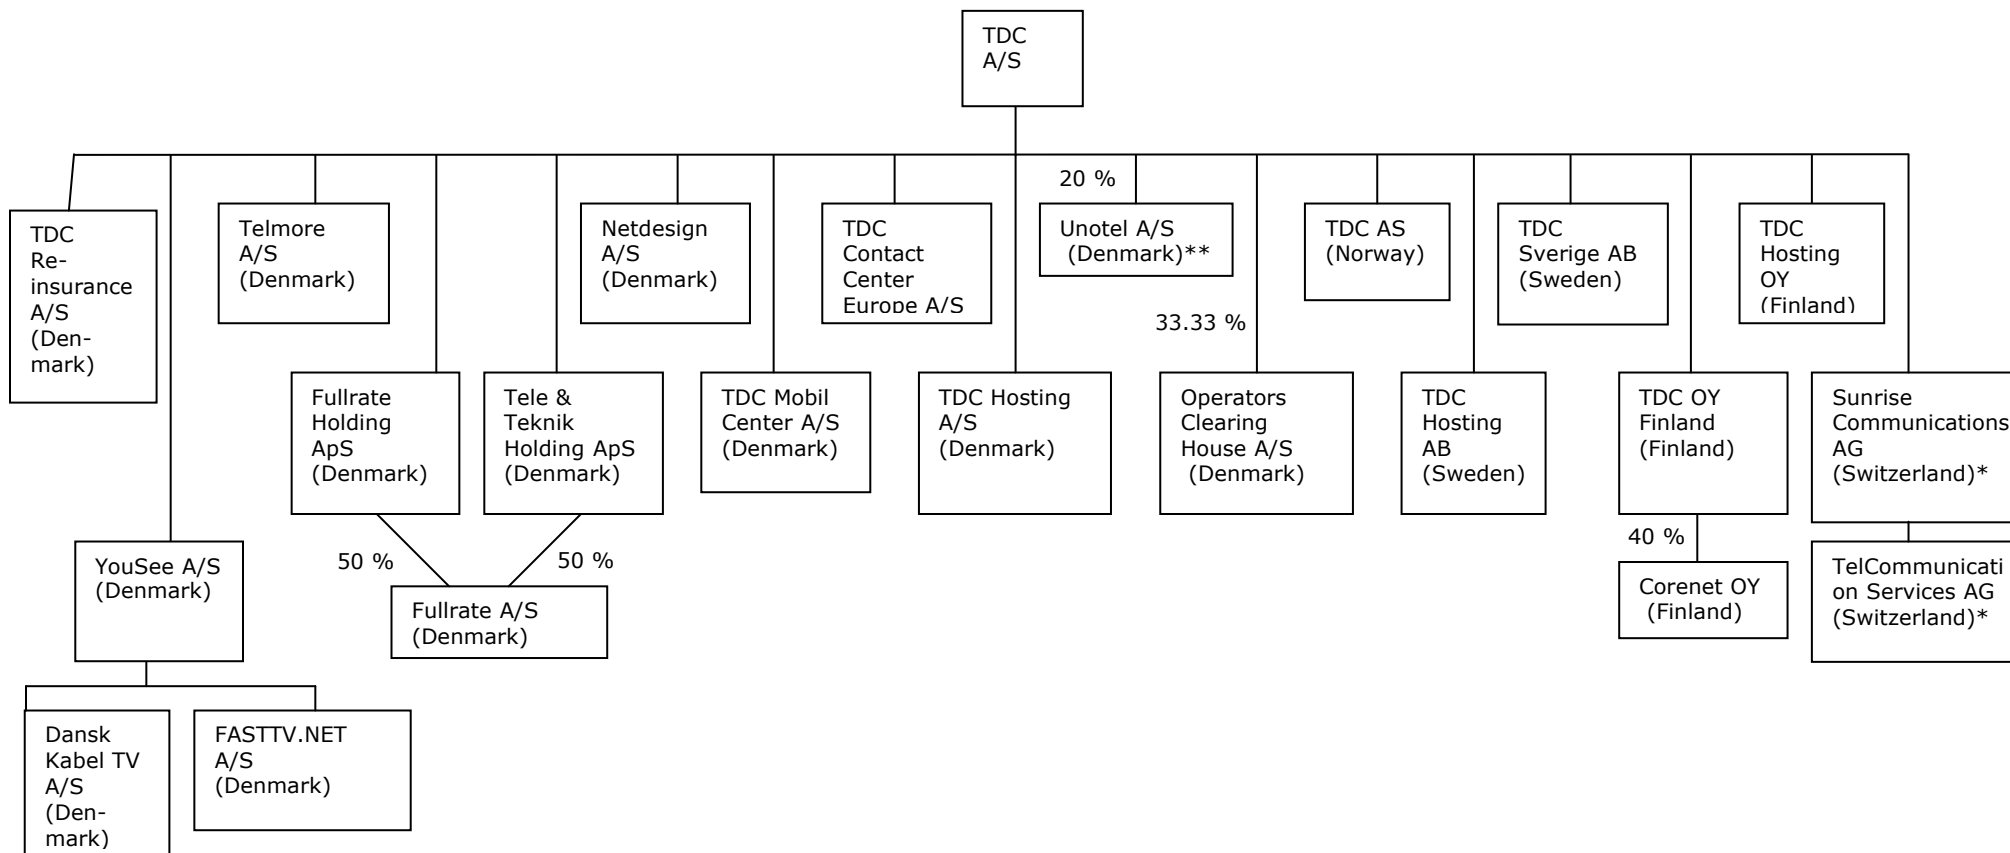 TDC
A/S
20 %
TDC
Re-
insurance
A/S
(Den-
mark)
Telmore
A/S
(Denmark)
Netdesign
A/S
(Denmark)
TDC
Contact
Center
Europe A/S
Unotel A/S
(Denmark)**
TDC AS
(Norway)
TDC
Sverige AB
(Sweden)
TDC
Hosting
OY
(Finland)
33.33 %
Fullrate
Holding
ApS
(Denmark)
Tele &
Teknik
Holding ApS
(Denmark)
TDC Mobil
Center A/S
(Denmark)
TDC Hosting
A/S
(Denmark)
Operators
Clearing
House A/S
(Denmark)
TDC
Hosting
AB
(Sweden)
TDC OY
Finland
(Finland)
Sunrise
Communications
AG
(Switzerland)*
50 %
50 %
40 %
YouSee A/S
(Denmark)
Fullrate A/S
(Denmark)
Corenet OY
(Finland)
TelCommunicati
on Services AG
(Switzerland)*
Dansk
Kabel TV
A/S
(Den-
mark)
FASTTV.NET
A/S
(Denmark)